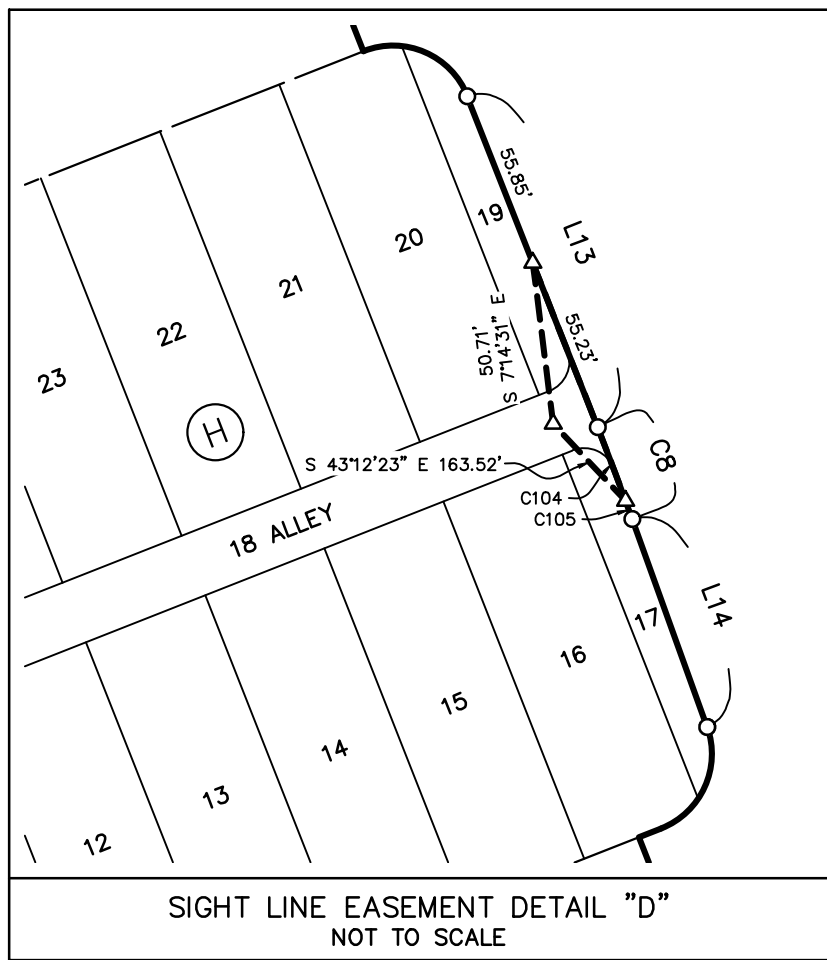 55.85'
L13
19
20
21
22
23
50.71'
S 7°14'31" E
55.23'
H
C8
S 43°12'23" E 163.52'
C104
C105
18 ALLEY
L14
17
16
15
14
13
12
SIGHT LINE EASEMENT DETAIL "D"
NOT TO SCALE